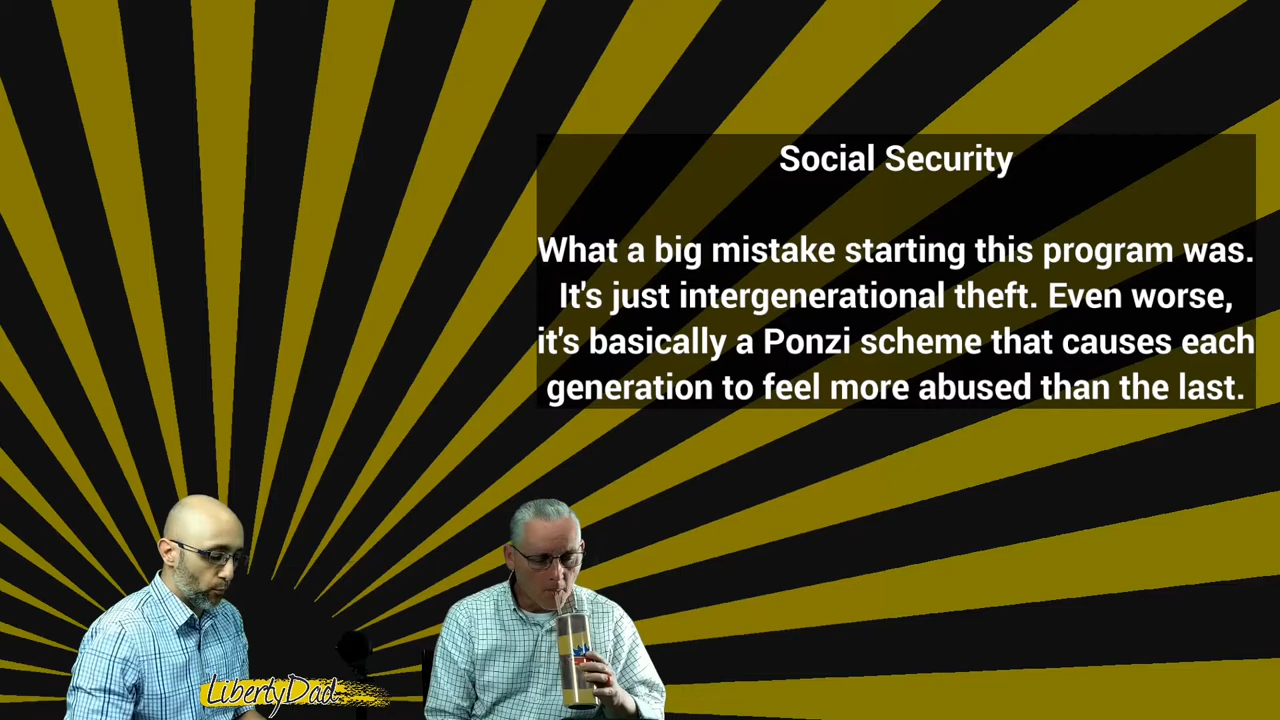 Social Security
What a big mistake starting this program was.
It's just intergenerational theft. Even worse,
it's basically a Ponzi scheme that causes each
generation to feel more abused than the last.
LibertyDad